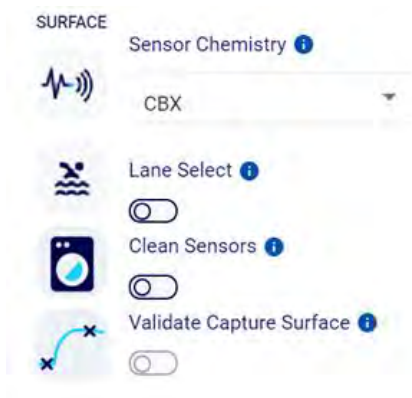 SURFACE
Sensor Chemistry
CBX
Lane Select
Clean Sensors
Validate Capture Surface